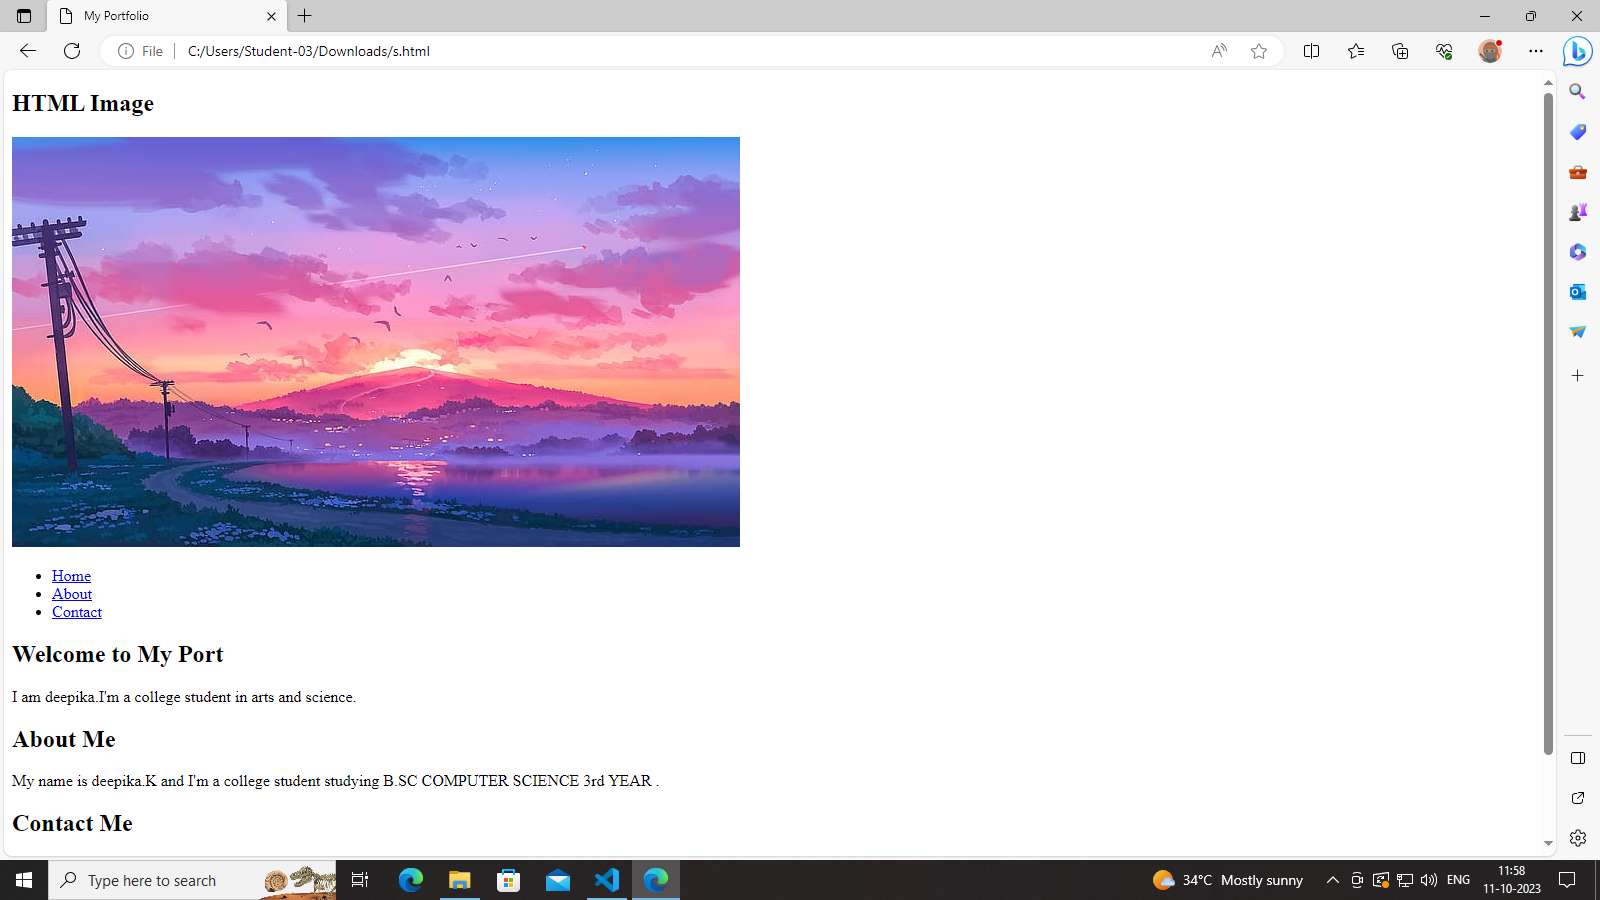 My Portfolio
File
C:/Users/Student-03/Downloads/s.html
HTML Image
Home
About
Contact
Welcome to My Port
I am deepika.I'm a college student in arts and science.
About Me
My name is deepika.K and I'm a college student studying B.SC COMPUTER SCIENCE 3rd YEAR .
Contact Me
Type here to search
34°C Mostly sunny
ENG
11:58
11-10-2023